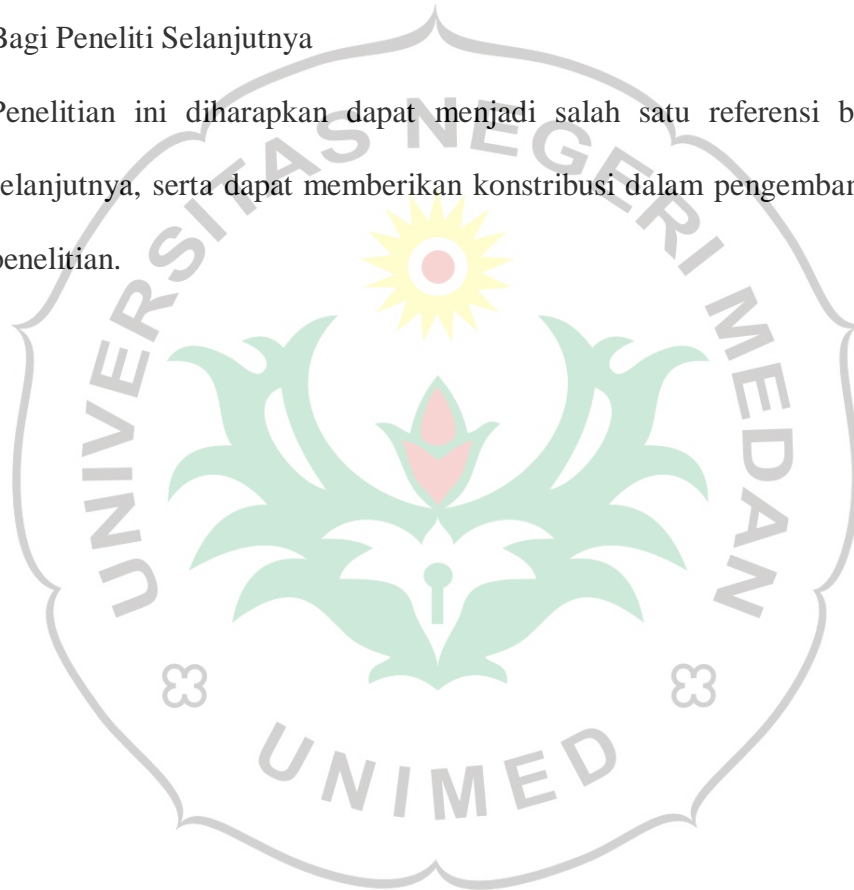 Bagi Peneliti Selanjutnya
Penelitian ini diharapkan dapat menjadi salah satu referensi
selanjutnya, serta dapat memberikan konstribusi dalam
penelitian.
UNIVERSITAS NEGERI MEDAN
UNIMED